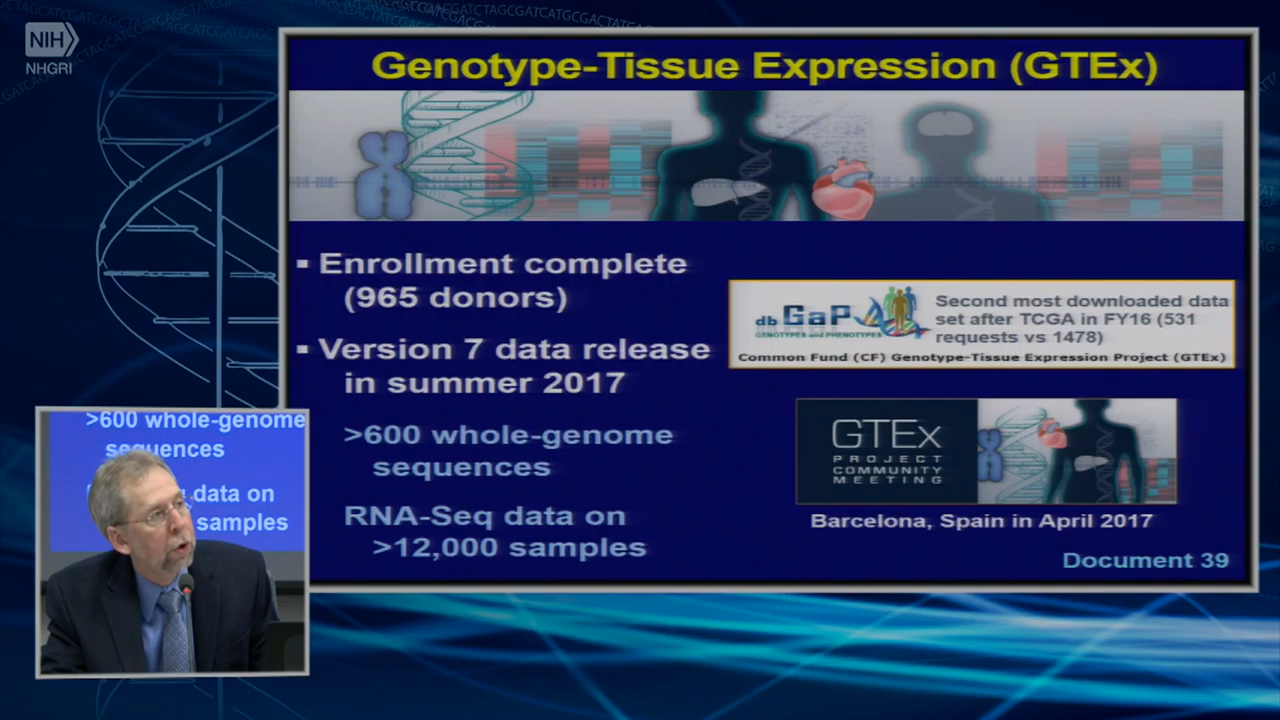 NIH
NHGRI
Genotype-Tissue Expression (GTEx)
▪ Enrollment complete
(965 donors)
▪ Version 7 data release
in summer 2017
>600 whole-genome
sequences
RNA-Seq data on
>12,000 samples
dbGaP
GENOTYPES and PHENOTYPES
Second most downloaded data
set after TCGA in FY16 (531
requests vs 1478)
Common Fund (CF) Genotype-Tissue Expression Project (GTEx)
GTEx
PROJECT
COMMUNITY
MEETING
Barcelona, Spain in April 2017
Document 39
>600 whole-genome
sequences
data on
samples